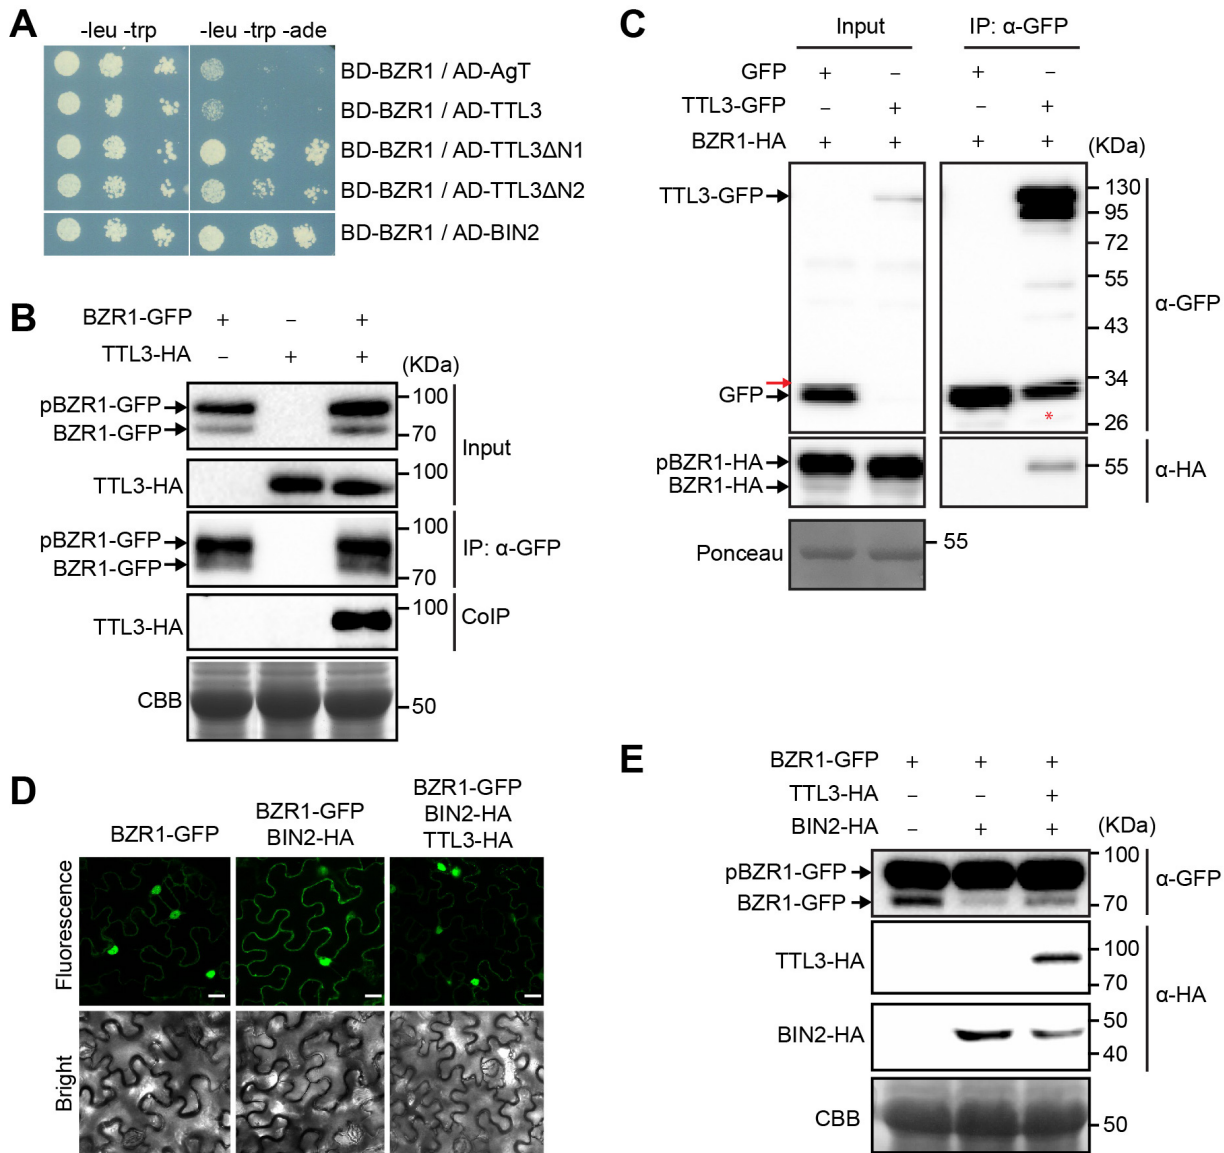 A
-leu -trp
-leu -trp -ade
BD-BZR1 / AD-AgT
BD-BZR1 / AD-TTL3
BD-BZR1 / AD-TTL3ΔN1
BD-BZR1 / AD-TTL3ΔN2
BD-BZR1 / AD-BIN2
B
BZR1-GFP + – +
TTL3-HA – + +
(KDa)
pBZR1-GFP
BZR1-GFP
100
70
Input
TTL3-HA
100
pBZR1-GFP
BZR1-GFP
100
70
IP: α-GFP
TTL3-HA
100
CoIP
CBB
50
C
Input
IP: α-GFP
GFP + – + –
TTL3-GFP – + – +
BZR1-HA + + + +
(KDa)
TTL3-GFP
GFP
130
95
72
55
43
34
26
*
α-GFP
pBZR1-HA
BZR1-HA
55
α-HA
Ponceau
55
D
BZR1-GFP
BZR1-GFP
BIN2-HA
BZR1-GFP
BIN2-HA
TTL3-HA
Fluorescence
Bright
E
BZR1-GFP + + +
TTL3-HA – – +
BIN2-HA – + +
(KDa)
pBZR1-GFP
BZR1-GFP
100
70
α-GFP
TTL3-HA
100
70
α-HA
BIN2-HA
50
40
CBB
50